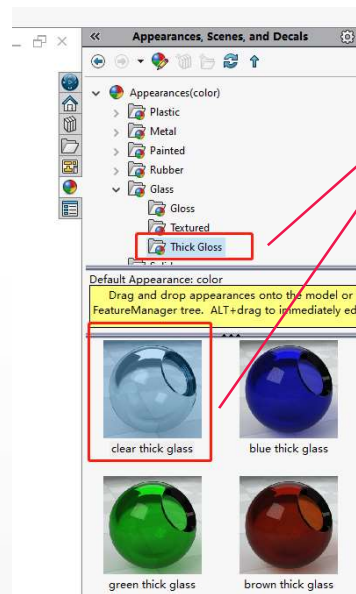 Appearances, Scenes, and Decals
Appearances(color)
Plastic
Metal
Painted
Rubber
Glass
Gloss
Textured
Thick Gloss
Default Appearance: color
Drag and drop appearances onto the model or
FeatureManager tree. ALT+drag to immediately ed
clear thick glass
blue thick glass
green thick glass
brown thick glass